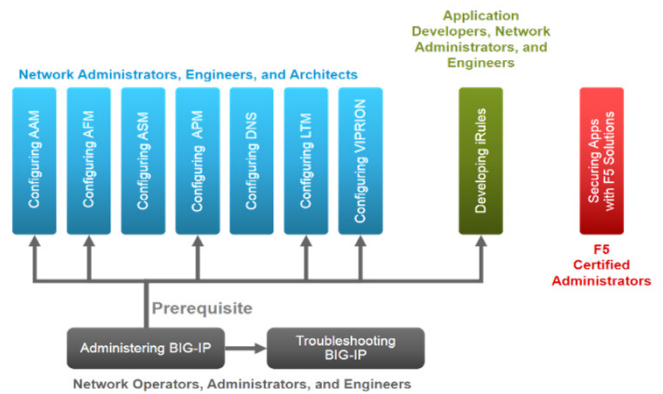 Application
Developers, Network
Administrators, and
Engineers
Network Administrators, Engineers, and Architects
Configuring AAM
Configuring AFM
Configuring ASM
Configuring APM
Configuring DNS
Configuring LTM
Configuring VIPRION
Developing iRules
Securing Apps
with F5 Solutions
F5
Certified
Administrators
Prerequisite
Administering BIG-IP
Troubleshooting
BIG-IP
Network Operators, Administrators, and Engineers